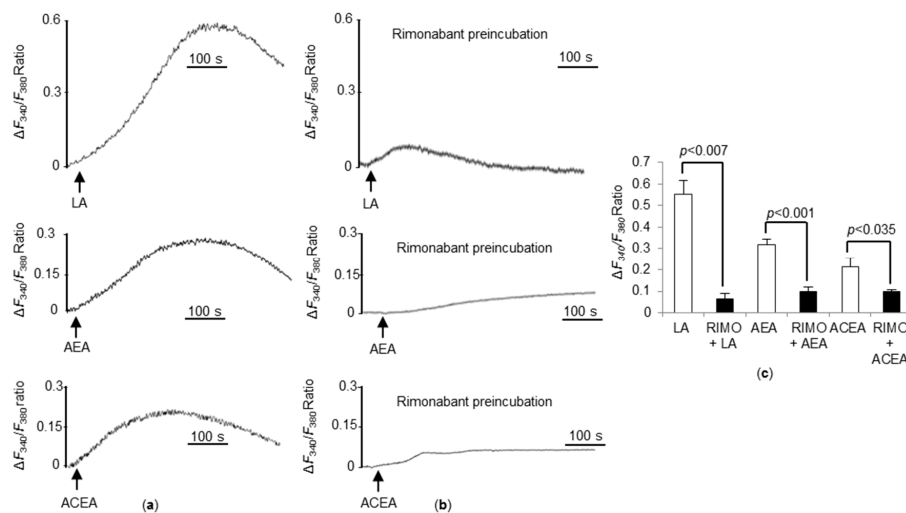 0.6
0.3
0
ΔF340/F380 Ratio
100 s
LA
0.6
0.3
0
ΔF340/F380 Ratio
Rimonabant preincubation
100 s
LA
0.3
0.15
0
ΔF340/F380 Ratio
100 s
AEA
0.3
0.15
0
ΔF340/F380 Ratio
Rimonabant preincubation
100 s
AEA
0.3
0.15
0
ΔF340/F380 ratio
100 s
ACEA
(a)
0.3
0.15
0
ΔF340/F380 Ratio
Rimonabant preincubation
100 s
ACEA
(b)
0.7
0.6
0.5
0.4
0.3
0.2
0.1
0
ΔF340/F380 Ratio
p<0.007
p<0.001
p<0.035
LA RIMO AEA RIMO ACEA RIMO
+ LA + AEA +
ACEA
(c)